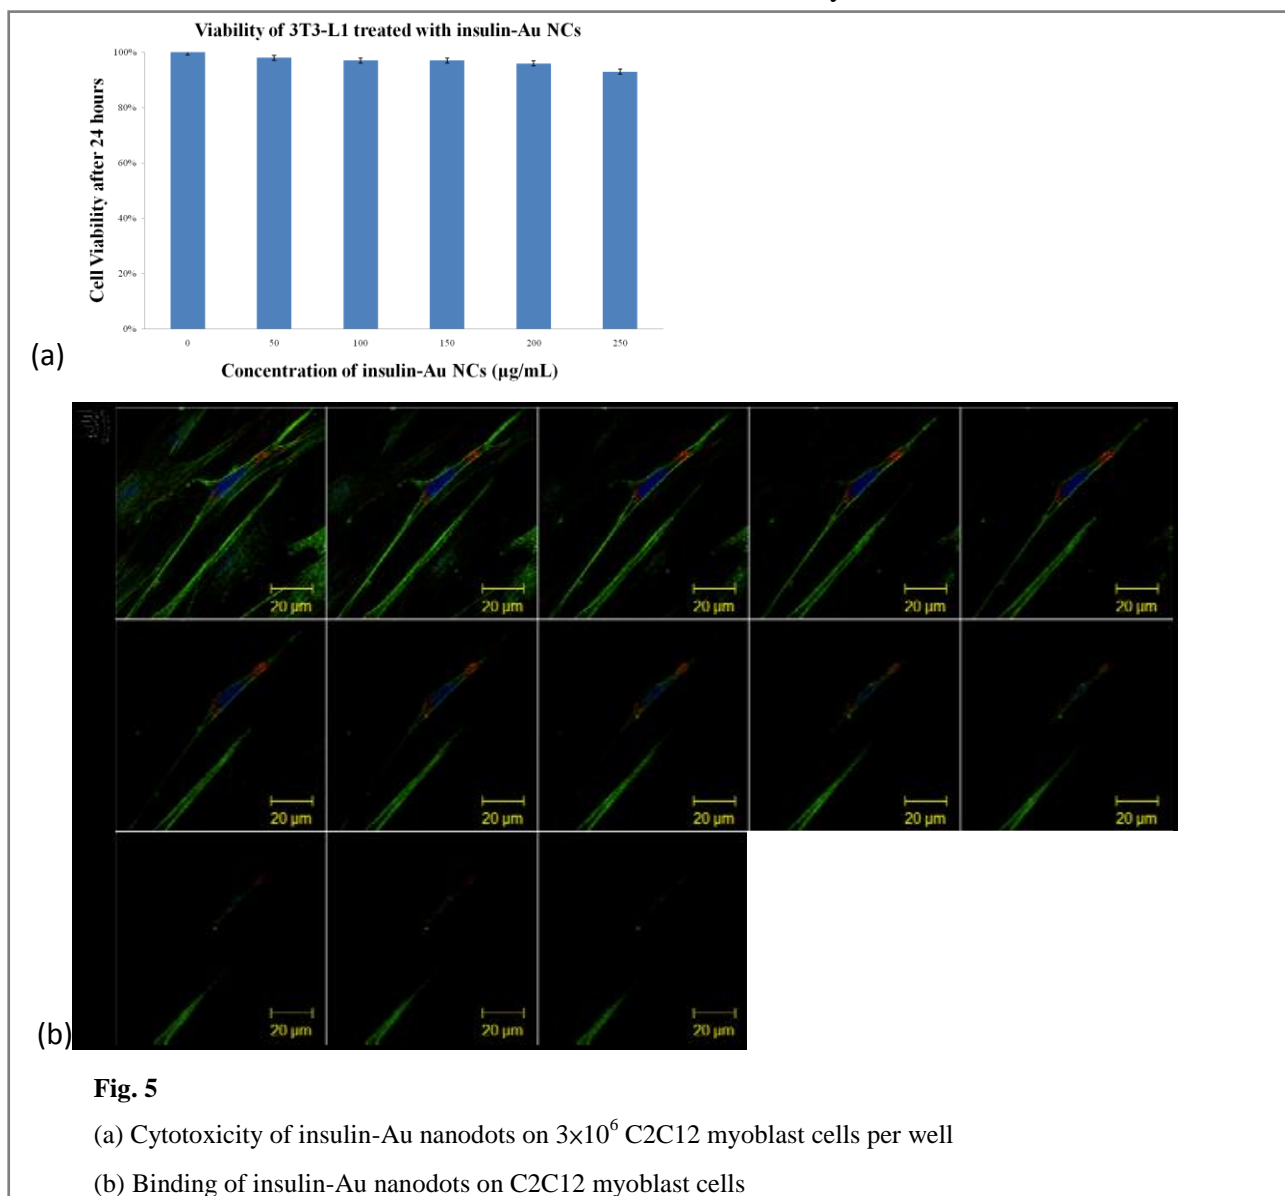 Viability of 3T3-L1 treated with insulin-Au NCs
Cell Viability after 24 hours
100%
80%
60%
40%
20%
0%
0 50 100 150 200 250
Concentration of insulin-Au NCs (µg/mL)
(a)
20 µm 20 µm 20 µm 20 µm 20 µm
20 µm 20 µm 20 µm 20 µm 20 µm
20 µm 20 µm 20 µm
(b)
Fig. 5
(a) Cytotoxicity of insulin-Au nanodots on 3×10⁶ C2C12 myoblast cells per well
(b) Binding of insulin-Au nanodots on C2C12 myoblast cells